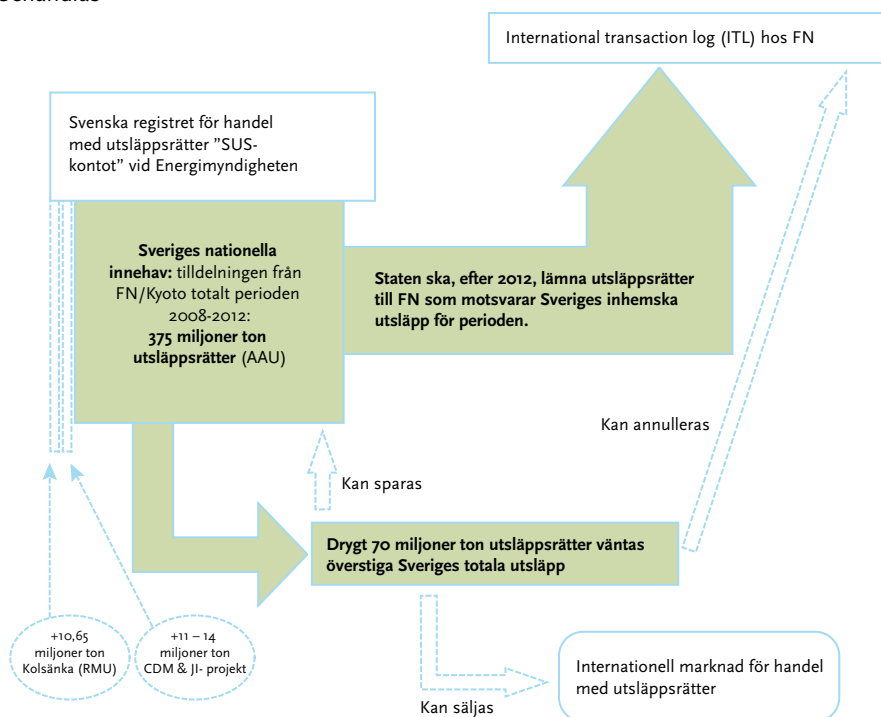 International transaction log (ITL) hos FN
Svenska registret för handel
med utsläppsrätter ”SUS-
kontot” vid Energimyndigheten
Sveriges nationella
innehav: tilldelningen från
FN/Kyoto totalt perioden
2008-2012:
375 miljoner ton
utsläppsrätter (AAU)
Staten ska, efter 2012, lämna utsläppsrätter
till FN som motsvarar Sveriges inhemska
utsläpp för perioden.
Kan annulleras
Kan sparas
Drygt 70 miljoner ton utsläppsrätter väntas
överstiga Sveriges totala utsläpp
+10,65
miljoner ton
Kolsänka (RMU)
+11 – 14
miljoner ton
CDM & JI- projekt
Internationell marknad för handel
med utsläppsrätter
Kan säljas